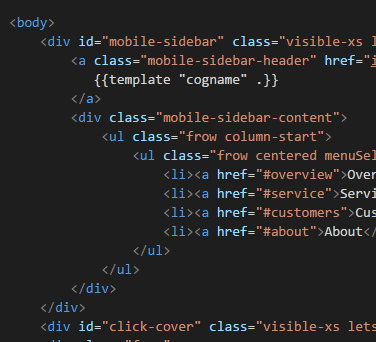 <body>
<div id="mobile-sidebar" class="visible-xs l
<a class="mobile-sidebar-header" href="i
{{template "cogname" .}}
</a>
<div class="mobile-sidebar-content">
<ul class="frow column-start">
<ul class="frow centered menuSel
<li><a href="#overview">Over
<li><a href="#service">Servi
<li><a href="#customers">Cus
<li><a href="#about">About</
</ul>
</ul>
</div>
</div>
<div id="click-cover" class="visible-xs lets